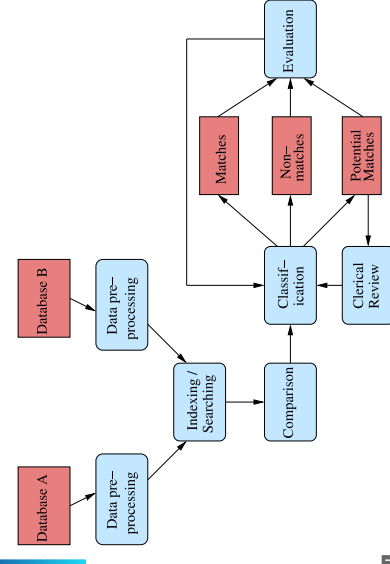 Database A
Database B
Data pre−
processing
Data pre−
processing
Indexing /
Searching
Comparison
Classif−
ication
Matches
Non−
matches
Potential
Matches
Clerical
Review
Evaluation